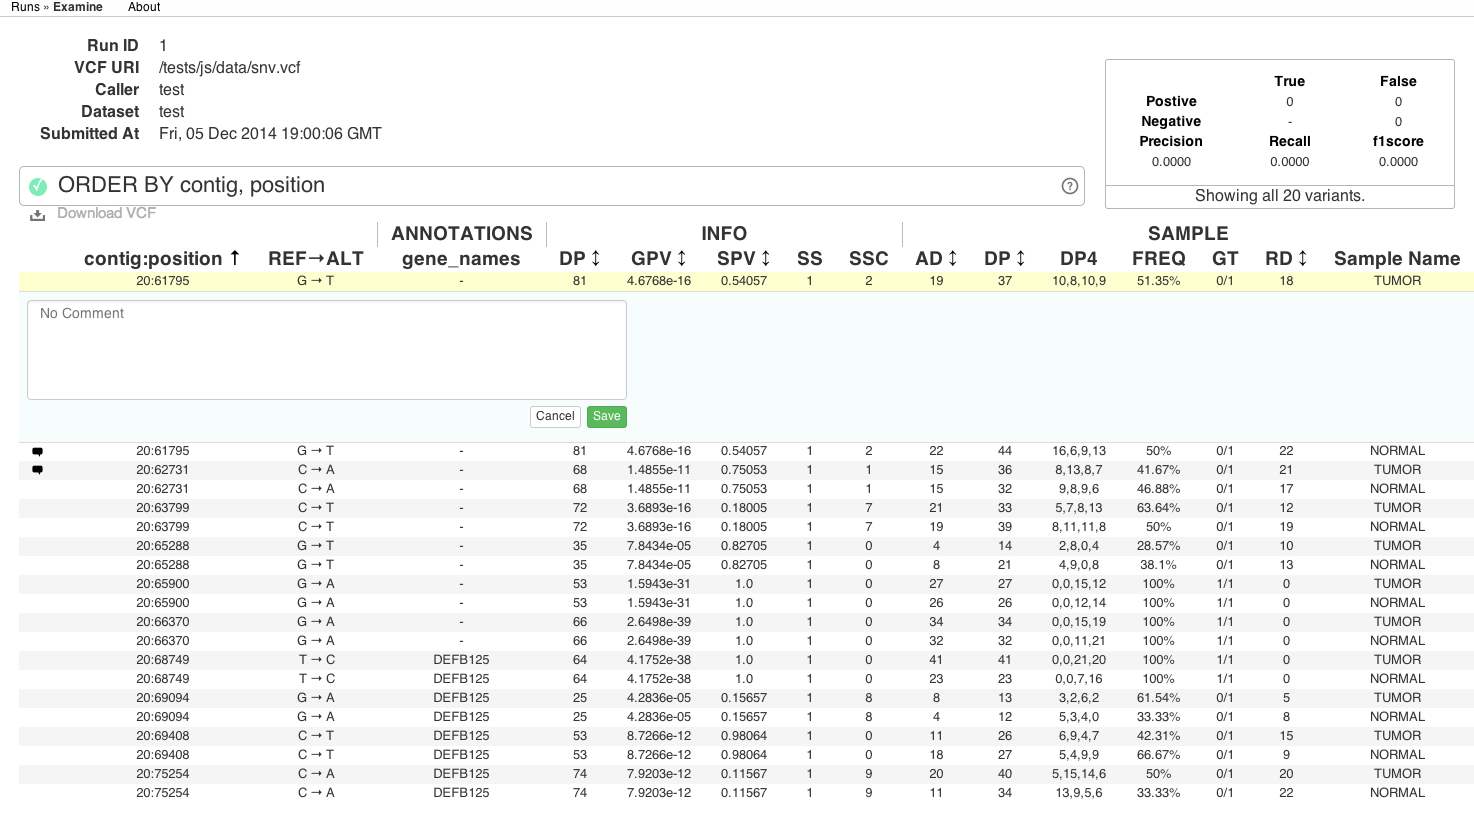 Runs » Examine About
Run ID 1
VCF URI /tests/js/data/snv.vcf
Caller test
Dataset test
Submitted At Fri, 05 Dec 2014 19:00:06 GMT
True False
Postive 0 0
Negative - 0
Precision Recall f1score
0.0000 0.0000 0.0000
Showing all 20 variants.
ORDER BY contig, position ?
Download VCF
ANNOTATIONS INFO SAMPLE
contig:position ↑ REF→ALT gene_names DP ↕ GPV ↕ SPV ↕ SS SSC AD ↕ DP ↕ DP4 FREQ GT RD ↕ Sample Name
20:61795 G → T - 81 4.6768e-16 0.54057 1 2 19 37 10,8,10,9 51.35% 0/1 18 TUMOR
No Comment
Cancel Save
20:61795 G → T - 81 4.6768e-16 0.54057 1 2 22 44 16,6,9,13 50% 0/1 22 NORMAL
20:62731 C → A - 68 1.4855e-11 0.75053 1 1 15 36 8,13,8,7 41.67% 0/1 21 TUMOR
20:62731 C → A - 68 1.4855e-11 0.75053 1 1 15 32 9,8,9,6 46.88% 0/1 17 NORMAL
20:63799 C → T - 72 3.6893e-16 0.18005 1 7 21 33 5,7,8,13 63.64% 0/1 12 TUMOR
20:63799 C → T - 72 3.6893e-16 0.18005 1 7 19 39 8,11,11,8 50% 0/1 19 NORMAL
20:65288 G → T - 35 7.8434e-05 0.82705 1 0 4 14 2,8,0,4 28.57% 0/1 10 TUMOR
20:65288 G → T - 35 7.8434e-05 0.82705 1 0 8 21 4,9,0,8 38.1% 0/1 13 NORMAL
20:65900 G → A - 53 1.5943e-31 1.0 1 0 27 27 0,0,15,12 100% 1/1 0 TUMOR
20:65900 G → A - 53 1.5943e-31 1.0 1 0 26 26 0,0,12,14 100% 1/1 0 NORMAL
20:66370 G → A - 66 2.6498e-39 1.0 1 0 34 34 0,0,15,19 100% 1/1 0 TUMOR
20:66370 G → A - 66 2.6498e-39 1.0 1 0 32 32 0,0,11,21 100% 1/1 0 NORMAL
20:68749 T → C DEFB125 64 4.1752e-38 1.0 1 0 41 41 0,0,21,20 100% 1/1 0 TUMOR
20:68749 T → C DEFB125 64 4.1752e-38 1.0 1 0 23 23 0,0,7,16 100% 1/1 0 NORMAL
20:69094 G → A DEFB125 25 4.2836e-05 0.15657 1 8 8 13 3,2,6,2 61.54% 0/1 5 TUMOR
20:69094 G → A DEFB125 25 4.2836e-05 0.15657 1 8 4 12 5,3,4,0 33.33% 0/1 8 NORMAL
20:69408 C → T DEFB125 53 8.7266e-12 0.98064 1 0 11 26 6,9,4,7 42.31% 0/1 15 TUMOR
20:69408 C → T DEFB125 53 8.7266e-12 0.98064 1 0 18 27 5,4,9,9 66.67% 0/1 9 NORMAL
20:75254 C → A DEFB125 74 7.9203e-12 0.11567 1 9 20 40 5,15,14,6 50% 0/1 20 TUMOR
20:75254 C → A DEFB125 74 7.9203e-12 0.11567 1 9 11 34 13,9,5,6 33.33% 0/1 22 NORMAL